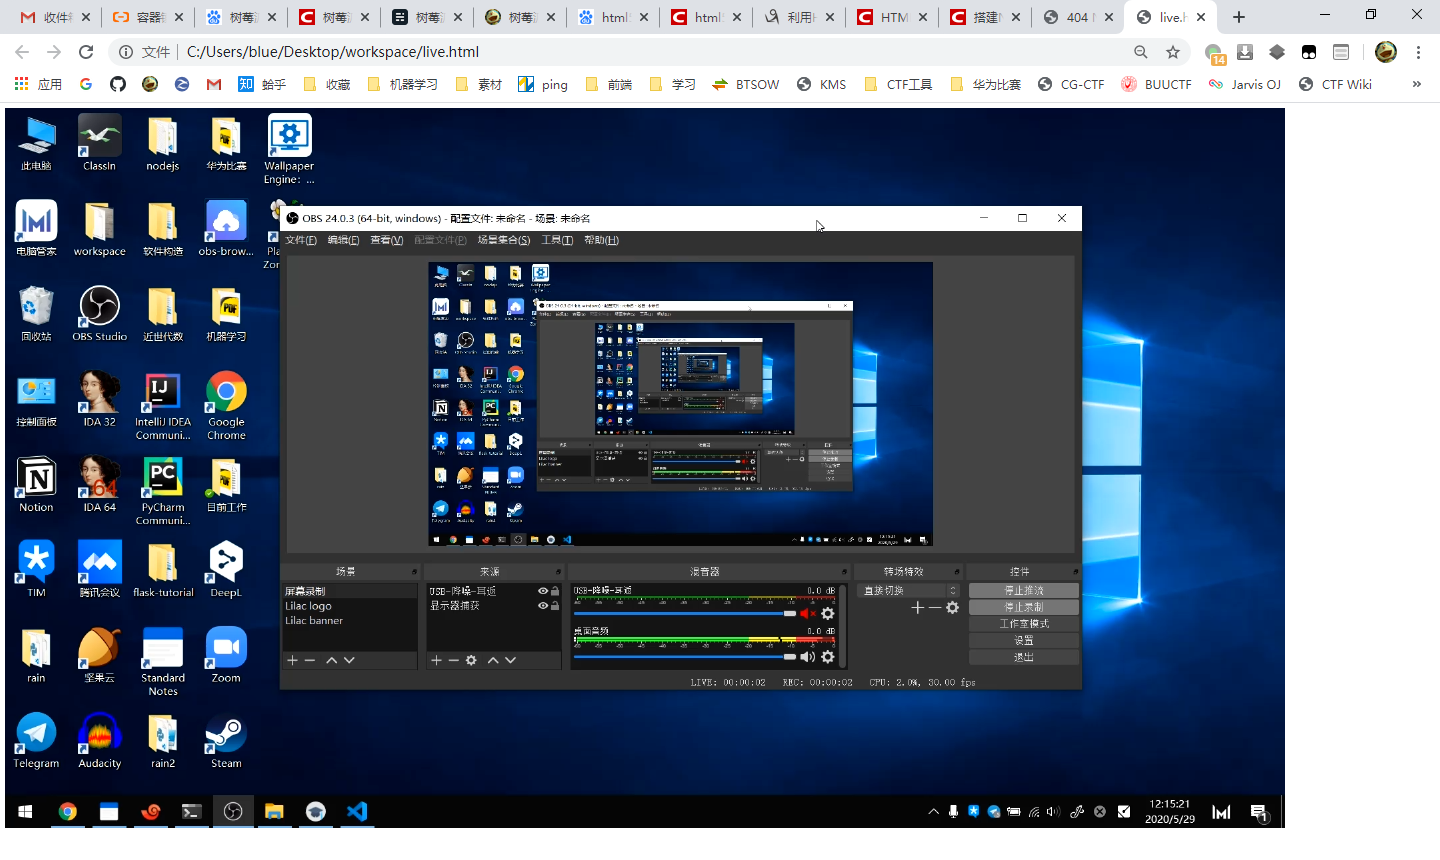 收件
容器
树莓
树莓
树莓
树莓
html
html
利用
HTM
搭建N
404
live.h
文件
C:/Users/blue/Desktop/workspace/live.html
14
应用
知
蛤乎
收藏
机器学习
素材
ping
前端
学习
BTSOW
KMS
CTF工具
华为比赛
CG-CTF
BUUCTF
Jarvis OJ
CTF Wiki
»
此电脑
ClassIn
nodejs
华为比赛
Wallpaper
Engine: ...
电脑管家
workspace
软件构造
obs-brow...
Pla
Zor
回收站
OBS Studio
近世代数
机器学习
控制面板
IDA 32
IntelliJ IDEA
Communi...
Google
Chrome
Notion
IDA 64
PyCharm
Communi...
目前工作
TIM
腾讯会议
flask-tutorial
DeepL
rain
坚果云
Standard
Notes
Zoom
Telegram
Audacity
rain2
Steam
OBS 24.0.3 (64-bit, windows) - 配置文件: 未命名 - 场景: 未命名
文件(F) 编辑(E) 查看(V) 配置文件(P) 场景集合(S) 工具(T) 帮助(H)
场景
来源
混音器
转场特效
控件
屏幕录制
Lilac logo
Lilac banner
USB-降噪-耳返
显示器捕获
USB-降噪-耳返 0.0 dB
桌面音频 0.0 dB
直接切换
停止推流
停止录制
工作室模式
设置
退出
LIVE: 00:00:02 REC: 00:00:02 CPU: 2.0%, 30.00 fps
12:15:21
2020/5/29
1